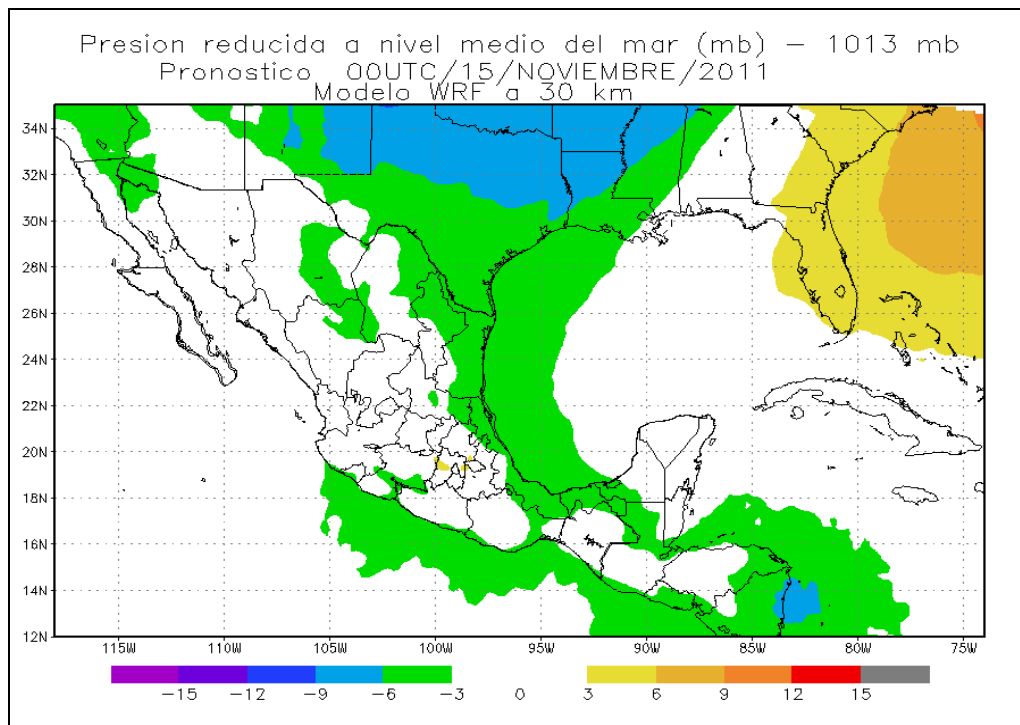 Presion reducida a nivel medio del mar (mb) – 1013 mb
Pronostico 00UTC/15/NOVIEMBRE/2011
Modelo WRF a 30 km
34N
32N
30N
28N
26N
24N
22N
20N
18N
16N
14N
12N
115W 110W 105W 100W 95W 90W 85W 80W 75W
−15 −12 −9 −6 −3 0 3 6 9 12 15